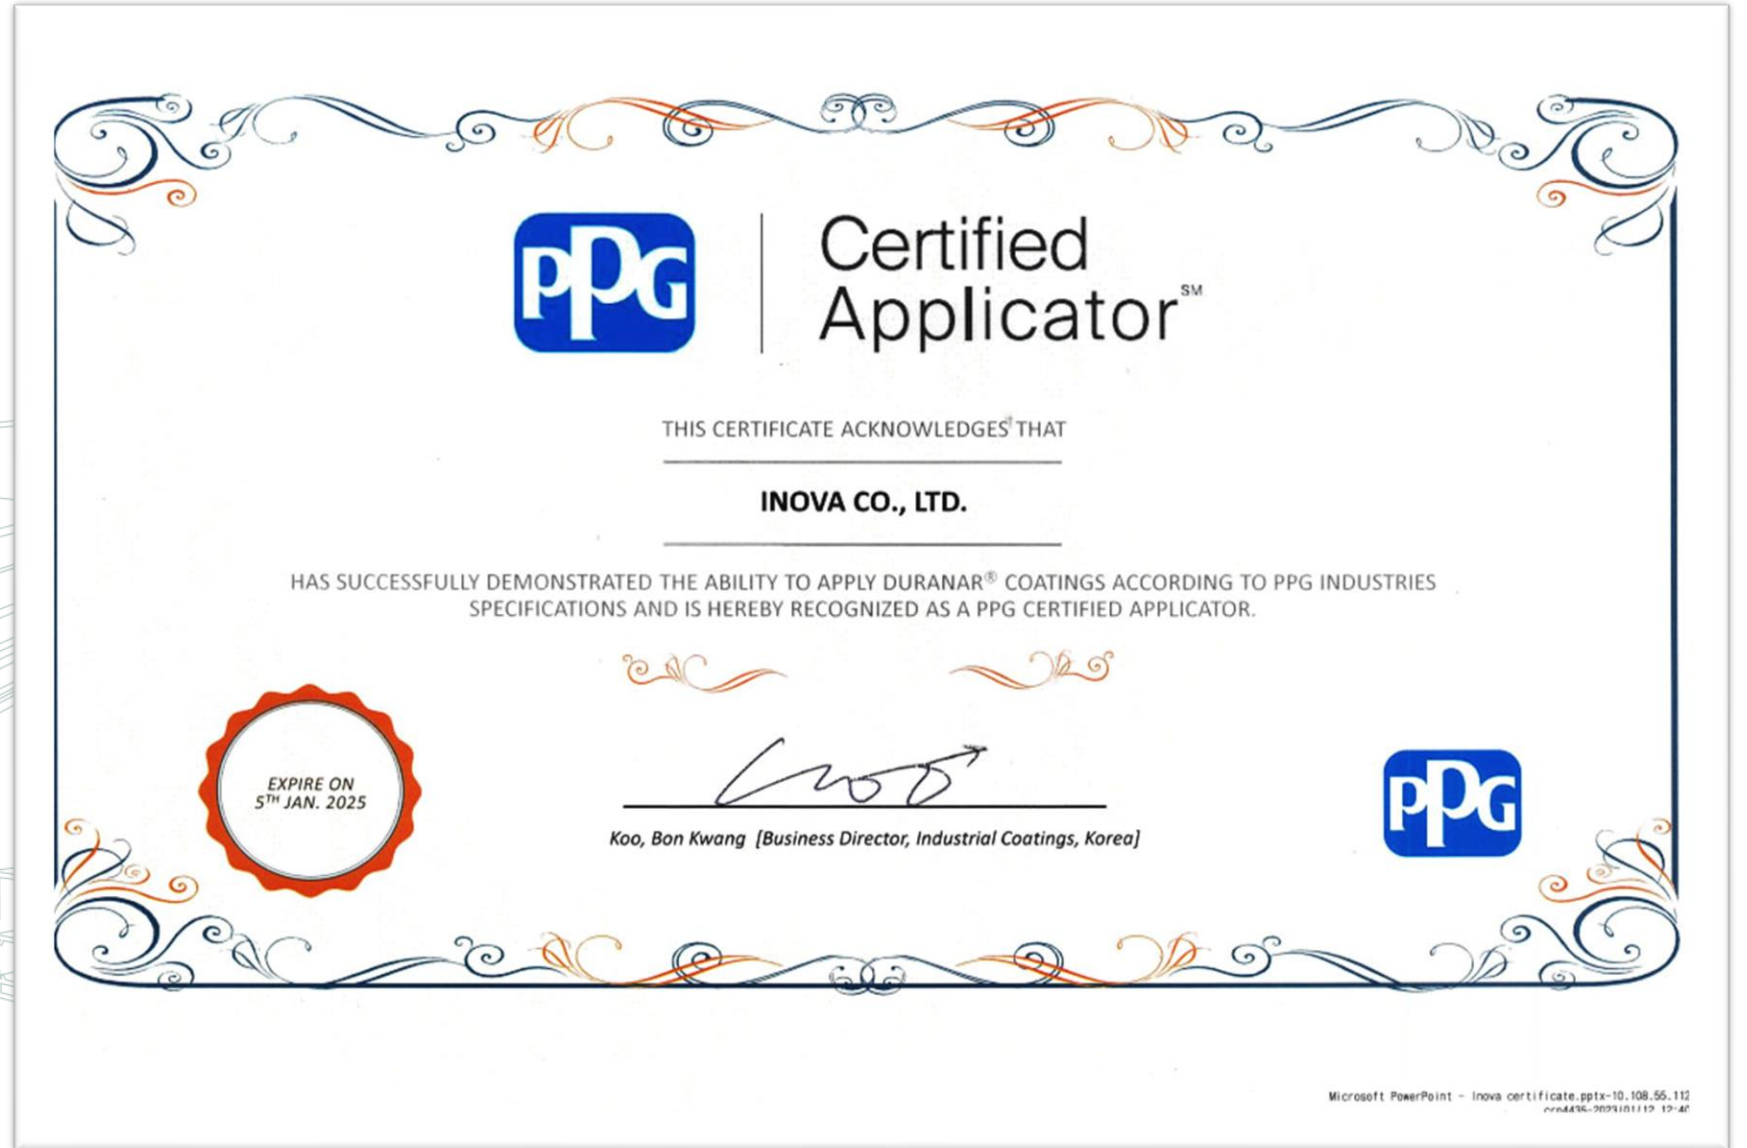 PPG
Certified
Applicator℠
THIS CERTIFICATE ACKNOWLEDGES THAT
INOVA CO., LTD.
HAS SUCCESSFULLY DEMONSTRATED THE ABILITY TO APPLY DURANAR® COATINGS ACCORDING TO PPG INDUSTRIES
SPECIFICATIONS AND IS HEREBY RECOGNIZED AS A PPG CERTIFIED APPLICATOR.
EXPIRE ON
5TH JAN. 2025
Koo, Bon Kwang [Business Director, Industrial Coatings, Korea]
PPG
Microsoft PowerPoint - Inova certificate.pptx-10.108.55.112